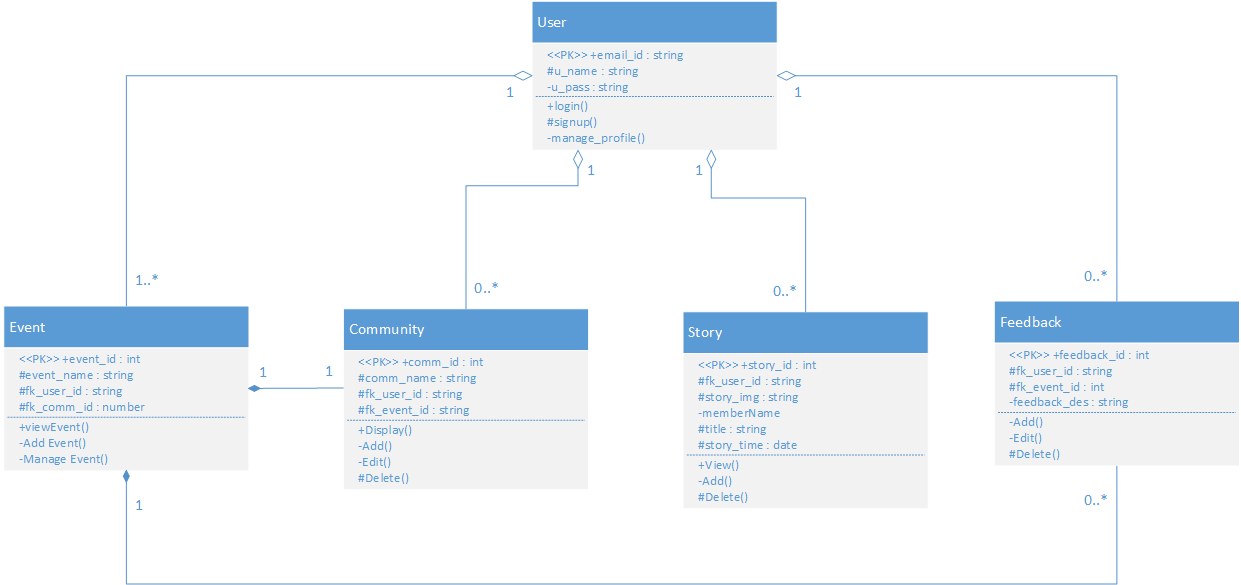 User
<<PK>> +email_id : string
#u_name : string
-u_pass : string
+login()
#signup()
-manage_profile()
1
1
1
1
1..*
0..*
0..*
0..*
Event
<<PK>> +event_id : int
#event_name : string
#fk_user_id : string
#fk_comm_id : number
+viewEvent()
-Add Event()
-Manage Event()
1
1
1
Community
<<PK>> +comm_id : int
#comm_name : string
#fk_user_id : string
#fk_event_id : string
+Display()
-Add()
-Edit()
#Delete()
Story
<<PK>> +story_id : int
#fk_user_id : string
#story_img : string
-memberName
#title : string
#story_time : date
+View()
-Add()
#Delete()
Feedback
<<PK>> +feedback_id : int
#fk_user_id : string
#fk_event_id : int
-feedback_des : string
-Add()
-Edit()
#Delete()
0..*